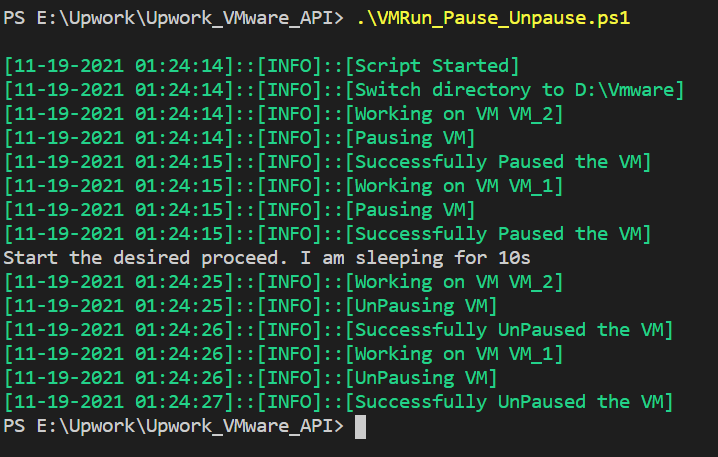 PS E:\Upwork\Upwork_VMware_API> .\VMRun_Pause_Unpause.ps1
[11-19-2021 01:24:14]::[INFO]::[Script Started]
[11-19-2021 01:24:14]::[INFO]::[Switch directory to D:\Vmware]
[11-19-2021 01:24:14]::[INFO]::[Working on VM VM_2]
[11-19-2021 01:24:14]::[INFO]::[Pausing VM]
[11-19-2021 01:24:15]::[INFO]::[Successfully Paused the VM]
[11-19-2021 01:24:15]::[INFO]::[Working on VM VM_1]
[11-19-2021 01:24:15]::[INFO]::[Pausing VM]
[11-19-2021 01:24:15]::[INFO]::[Successfully Paused the VM]
Start the desired proceed. I am sleeping for 10s
[11-19-2021 01:24:25]::[INFO]::[Working on VM VM_2]
[11-19-2021 01:24:25]::[INFO]::[UnPausing VM]
[11-19-2021 01:24:26]::[INFO]::[Successfully UnPaused the VM]
[11-19-2021 01:24:26]::[INFO]::[Working on VM VM_1]
[11-19-2021 01:24:26]::[INFO]::[UnPausing VM]
[11-19-2021 01:24:27]::[INFO]::[Successfully UnPaused the VM]
PS E:\Upwork\Upwork_VMware_API>